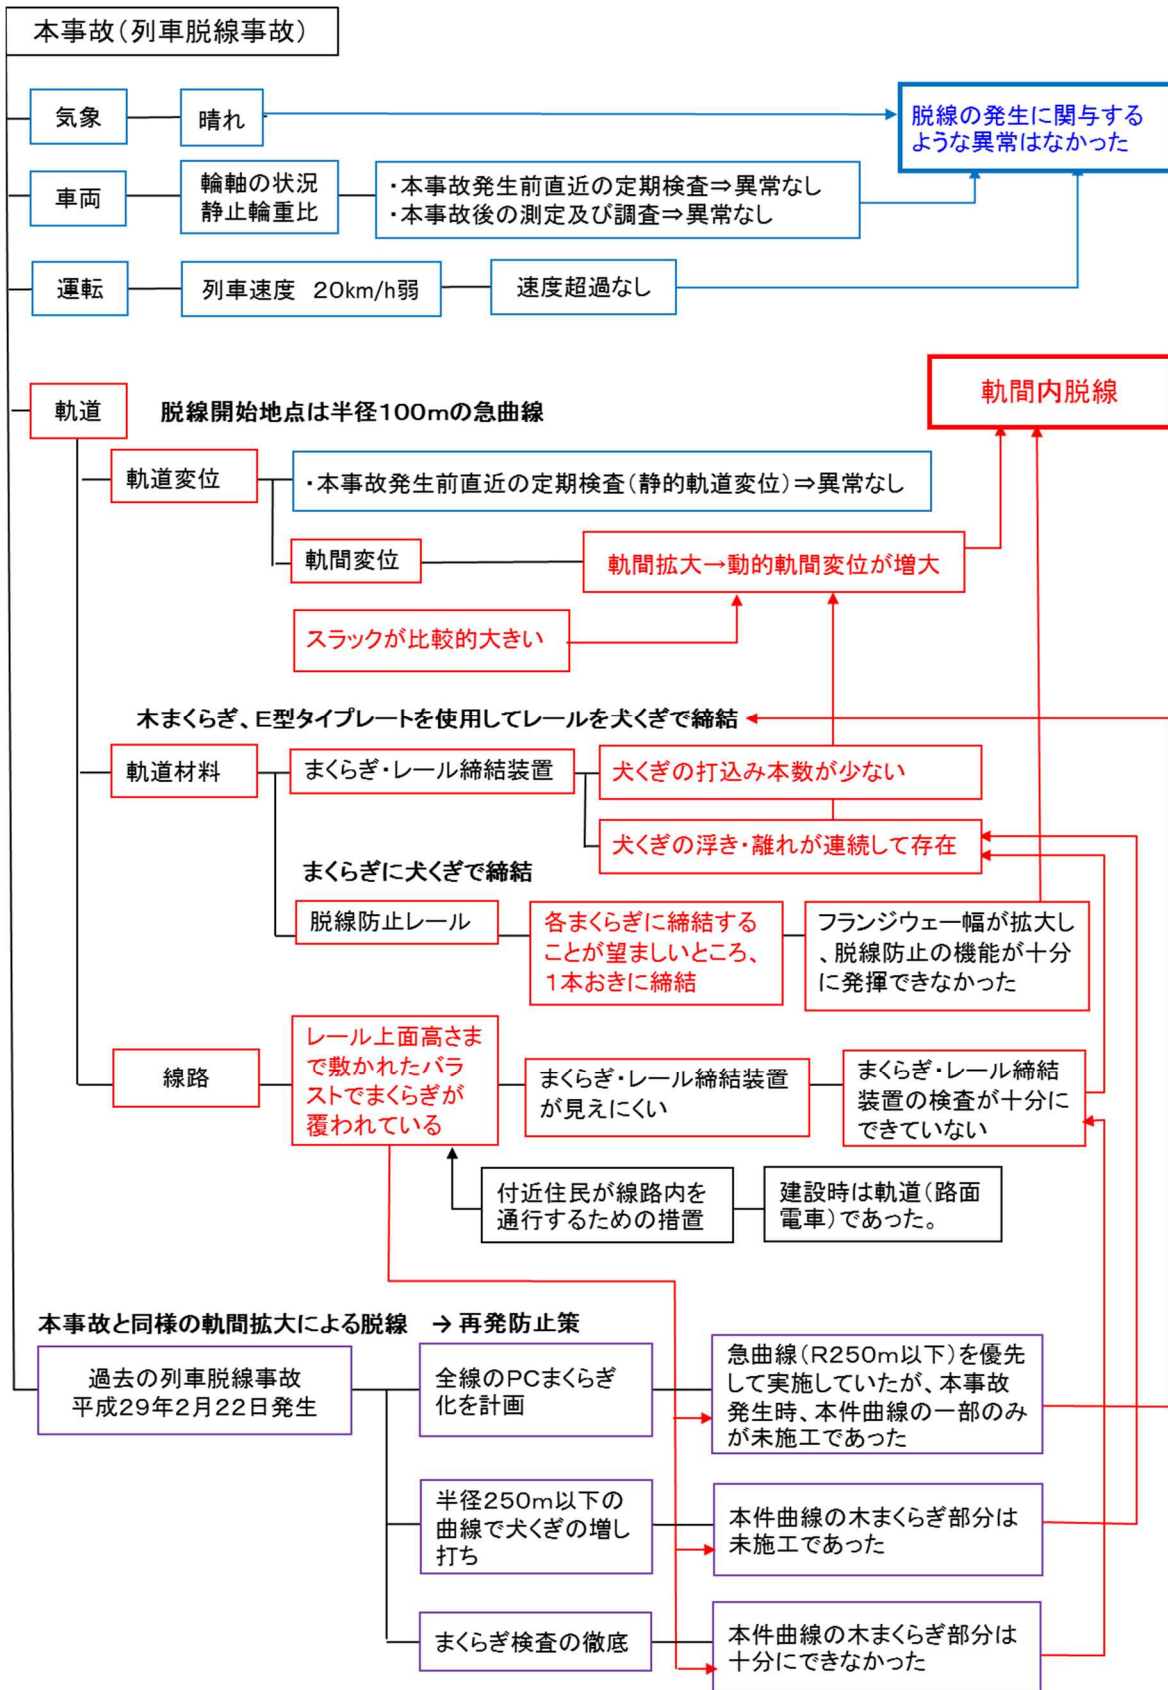 本事故(列車脱線事故)
気象
晴れ
脱線の発生に関与する
ような異常はなかった
車両
輪軸の状況
静止輪重比
・本事故発生前直近の定期検査⇒異常なし
・本事故後の測定及び調査⇒異常なし
運転
列車速度 20km/h弱
速度超過なし
軌間内脱線
軌道
脱線開始地点は半径100mの急曲線
軌道変位
・本事故発生前直近の定期検査(静的軌道変位)⇒異常なし
軌間変位
軌間拡大→動的軌間変位が増大
スラックが比較的大きい
木まくらぎ、E型タイプレートを使用してレールを犬くぎで締結
軌道材料
まくらぎ・レール締結装置
犬くぎの打込み本数が少ない
犬くぎの浮き・離れが連続して存在
まくらぎに犬くぎで締結
脱線防止レール
各まくらぎに締結する
ことが望ましいところ、
1本おきに締結
フランジウェー幅が拡大し
、脱線防止の機能が十分
に発揮できなかった
線路
レール上面高さま
で敷かれたバラ
ストでまくらぎが
覆われている
まくらぎ・レール締結装置
が見えにくい
まくらぎ・レール締結
装置の検査が十分に
できていない
付近住民が線路内を
通行するための措置
建設時は軌道(路面
電車)であった。
本事故と同様の軌間拡大による脱線 → 再発防止策
過去の列車脱線事故
平成29年2月22日発生
全線のPCまくらぎ
化を計画
急曲線(R250m以下)を優先
して実施していたが、本事故
発生時、本件曲線の一部のみ
が未施工であった
半径250m以下の
曲線で犬くぎの増し
打ち
本件曲線の木まくらぎ部分は
未施工であった
まくらぎ検査の徹底
本件曲線の木まくらぎ部分は
十分にできなかった